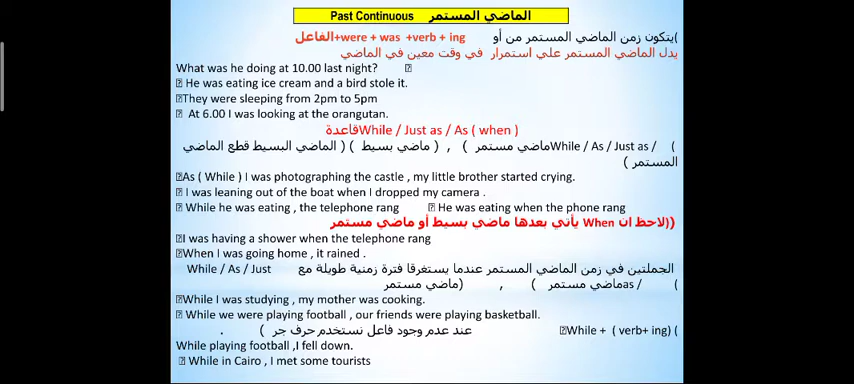 Past Continuous الماضي المستمر
يتكون زمن الماضي المستمر من أو) الفاعل+were + was +verb + ing
يدل الماضي المستمر علي استمرار في وقت معين في الماضي
What was he doing at 10.00 last night?
He was eating ice cream and a bird stole it.
They were sleeping from 2pm to 5pm
At 6.00 I was looking at the orangutan.
قاعدةWhile / Just as / As ( when )
( While / As / Just as /ماضي مستمر ) , ( ماضي بسيط ) ( الماضي البسيط قطع الماضي
المستمر )
As ( While ) I was photographing the castle , my little brother started crying.
I was leaning out of the boat when I dropped my camera .
While he was eating , the telephone rang He was eating when the phone rang
((لاحظ ان When يأتي بعدها ماضي بسيط أو ماضي مستمر
I was having a shower when the telephone rang
When I was going home , it rained .
الجملتين في زمن الماضي المستمر عندما يستغرقا فترة زمنية طويلة مع While / As / Just
( as /ماضي مستمر ) , (ماضي مستمر
While I was studying , my mother was cooking.
While we were playing football , our friends were playing basketball.
While + ( verb+ ing) ( عند عدم وجود فاعل نستخدم حرف جر ) .
While playing football ,I fell down.
While in Cairo , I met some tourists